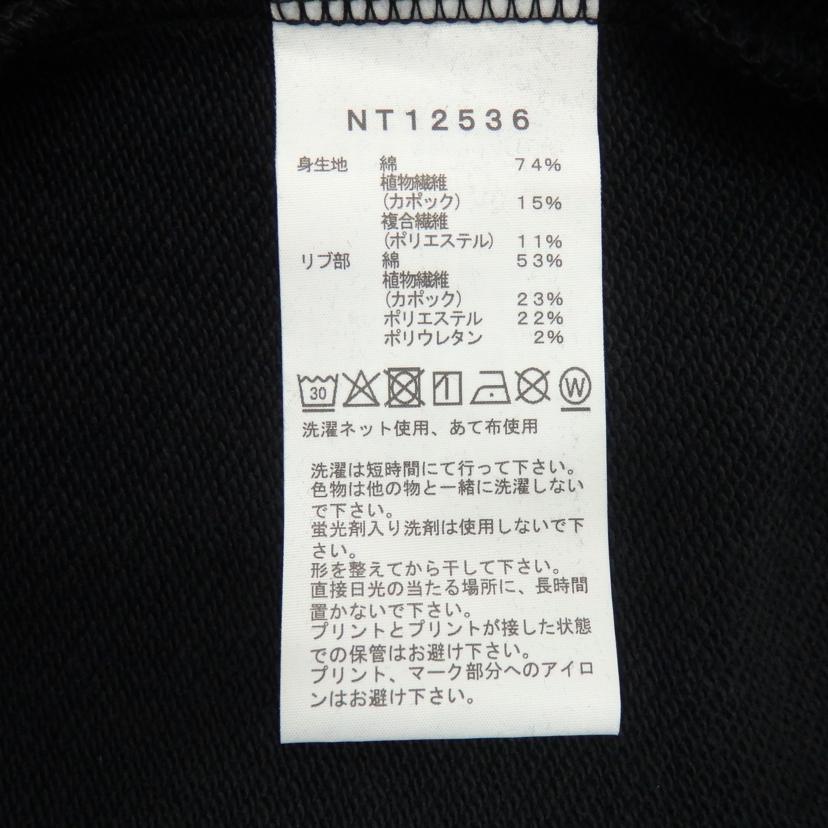 NT12536
身生地 綿 74%
植物繊維
(カポック) 15%
複合繊維
(ポリエステル) 11%
リブ部 綿 53%
植物繊維
(カポック) 23%
ポリエステル 22%
ポリウレタン 2%
30 W
洗濯ネット使用、あて布使用
洗濯は短時間にて行って下さい。
色物は他の物と一緒に洗濯しない
で下さい。
蛍光剤入り洗剤は使用しないで下
さい。
形を整えてから干して下さい。
直接日光の当たる場所に、長時間
置かないで下さい。
プリントとプリントが接した状態
での保管はお避け下さい。
プリント、マーク部分へのアイロ
ンはお避け下さい。